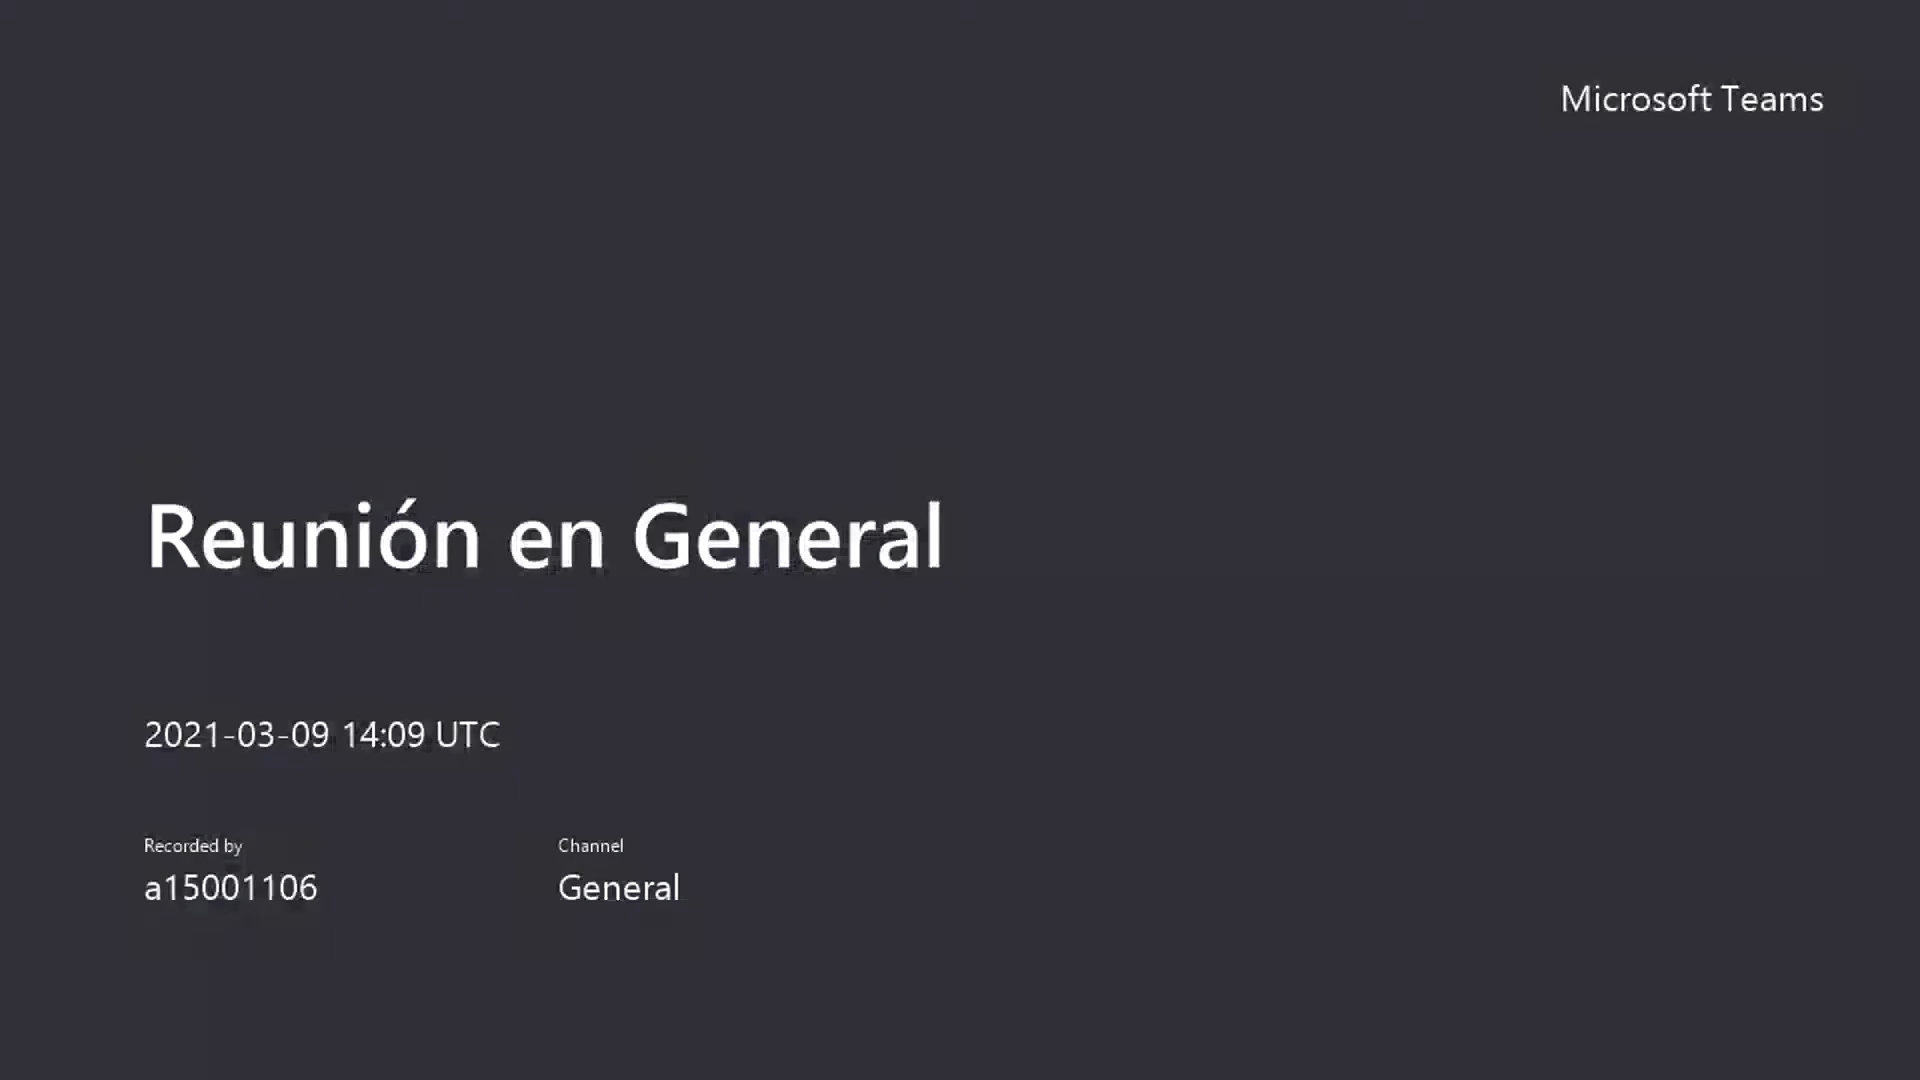 Microsoft Teams
Reunión en General
2021-03-09 14:09 UTC
Recorded by
a15001106
Channel
General